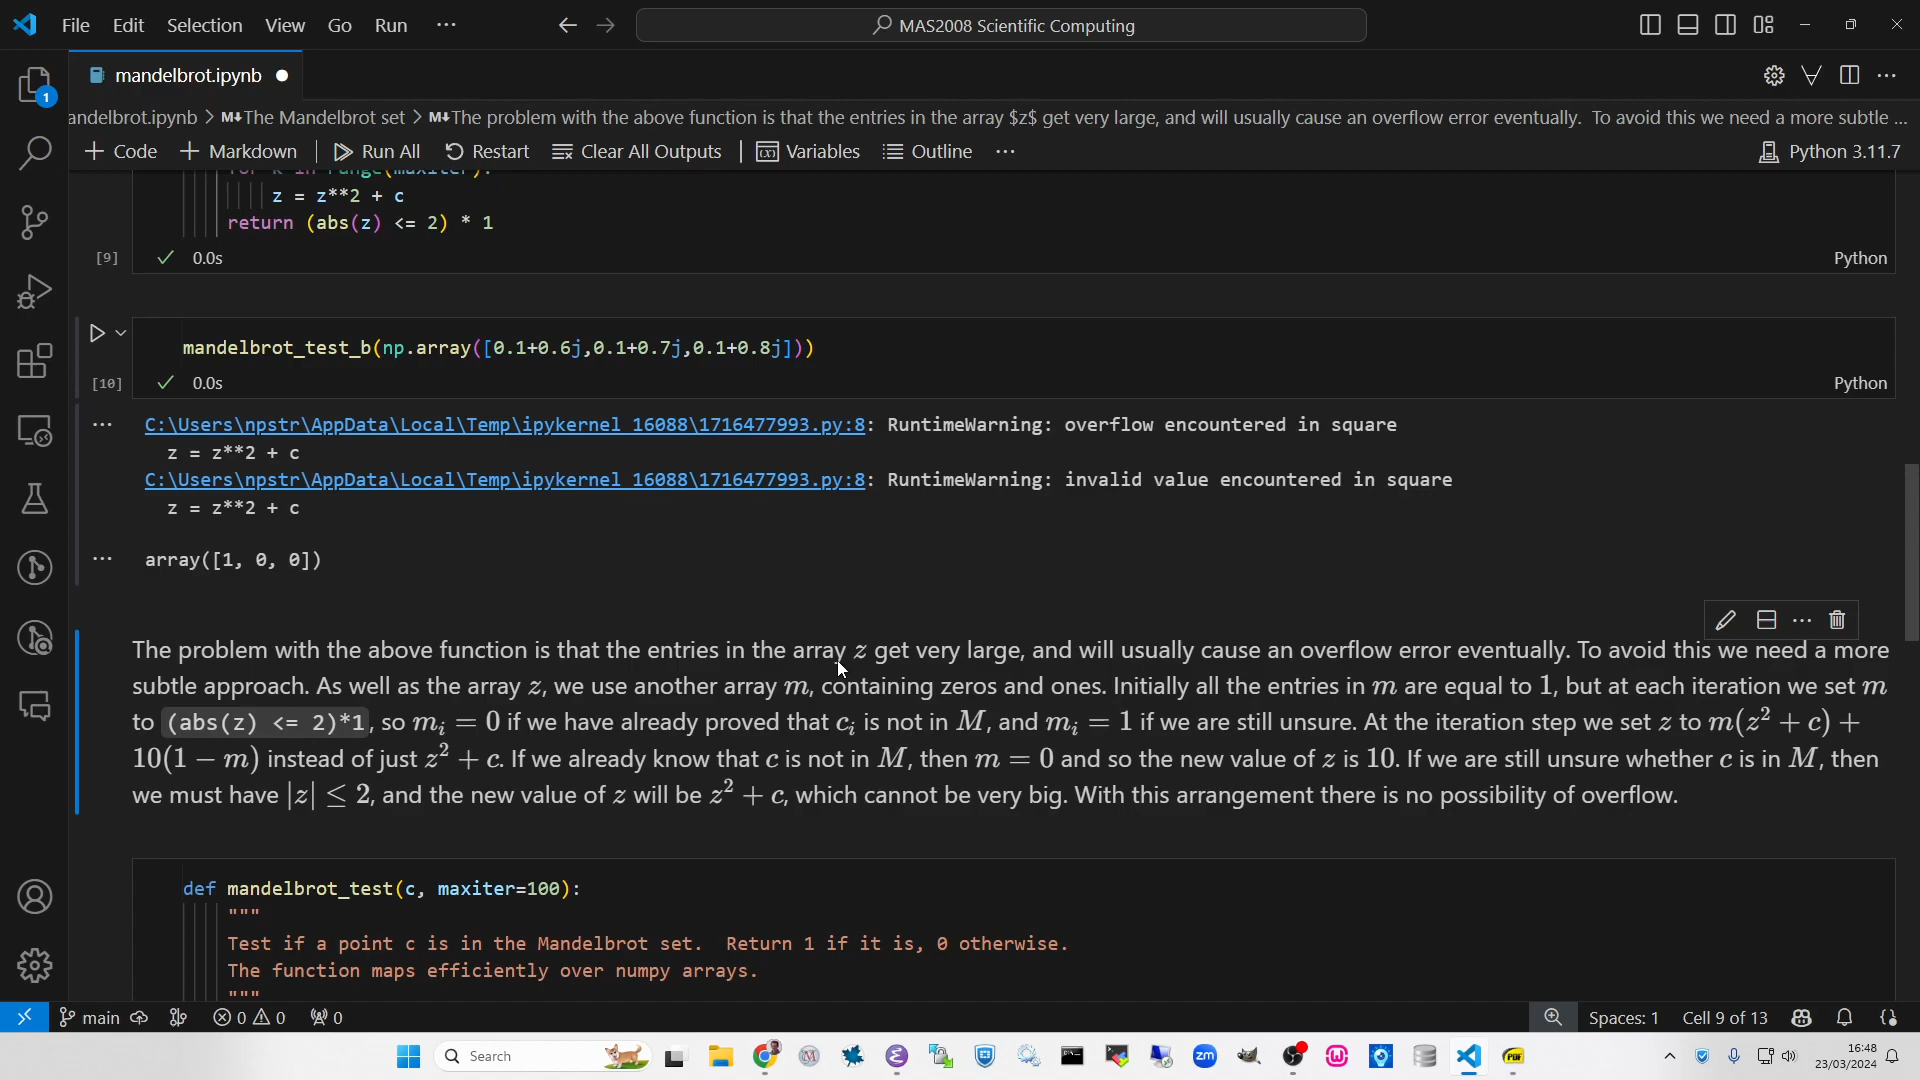 File Edit Selection View Go Run ···
MAS2008 Scientific Computing
mandelbrot.ipynb
andelbrot.ipynb > M↓The Mandelbrot set > M↓The problem with the above function is that the entries in the array $z$ get very large, and will usually cause an overflow error eventually. To avoid this we need a more subtle ...
+ Code + Markdown Run All Restart Clear All Outputs Variables Outline ··· Python 3.11.7
for k in range(maxiter):
z = z**2 + c
return (abs(z) <= 2) * 1
[9] ✓ 0.0s Python
mandelbrot_test_b(np.array([0.1+0.6j,0.1+0.7j,0.1+0.8j]))
[10] ✓ 0.0s Python
C:\Users\npstr\AppData\Local\Temp\ipykernel_16088\1716477993.py:8: RuntimeWarning: overflow encountered in square
z = z**2 + c
C:\Users\npstr\AppData\Local\Temp\ipykernel_16088\1716477993.py:8: RuntimeWarning: invalid value encountered in square
z = z**2 + c
array([1, 0, 0])
The problem with the above function is that the entries in the array z get very large, and will usually cause an overflow error eventually. To avoid this we need a more
subtle approach. As well as the array z, we use another array m, containing zeros and ones. Initially all the entries in m are equal to 1, but at each iteration we set m
to (abs(z) <= 2)*1, so mᵢ = 0 if we have already proved that cᵢ is not in M, and mᵢ = 1 if we are still unsure. At the iteration step we set z to m(z² + c) +
10(1 − m) instead of just z² + c. If we already know that c is not in M, then m = 0 and so the new value of z is 10. If we are still unsure whether c is in M, then
we must have |z| ≤ 2, and the new value of z will be z² + c, which cannot be very big. With this arrangement there is no possibility of overflow.
def mandelbrot_test(c, maxiter=100):
"""
Test if a point c is in the Mandelbrot set. Return 1 if it is, 0 otherwise.
The function maps efficiently over numpy arrays.
"""
main 0 0 0 Spaces: 1 Cell 9 of 13
Search
zm
PDF
16:48
23/03/2024